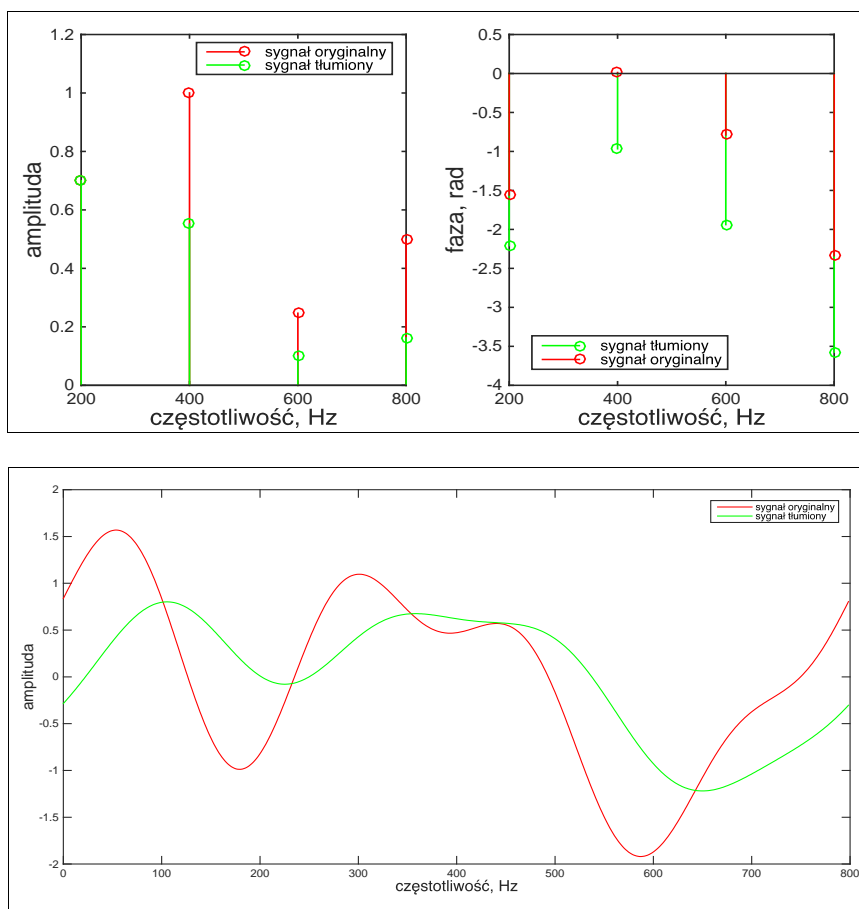 1.2
1
0.8
0.6
0.4
0.2
0
amplituda
sygnał oryginalny
sygnał tłumiony
200 400 600 800
częstotliwość, Hz
0.5
0
-0.5
-1
-1.5
-2
-2.5
-3
-3.5
-4
faza, rad
sygnał tłumiony
sygnał oryginalny
200 400 600 800
częstotliwość, Hz
2
1.5
1
0.5
0
-0.5
-1
-1.5
-2
amplituda
sygnał oryginalny
sygnał tłumiony
0 100 200 300 400 500 600 700 800
częstotliwość, Hz